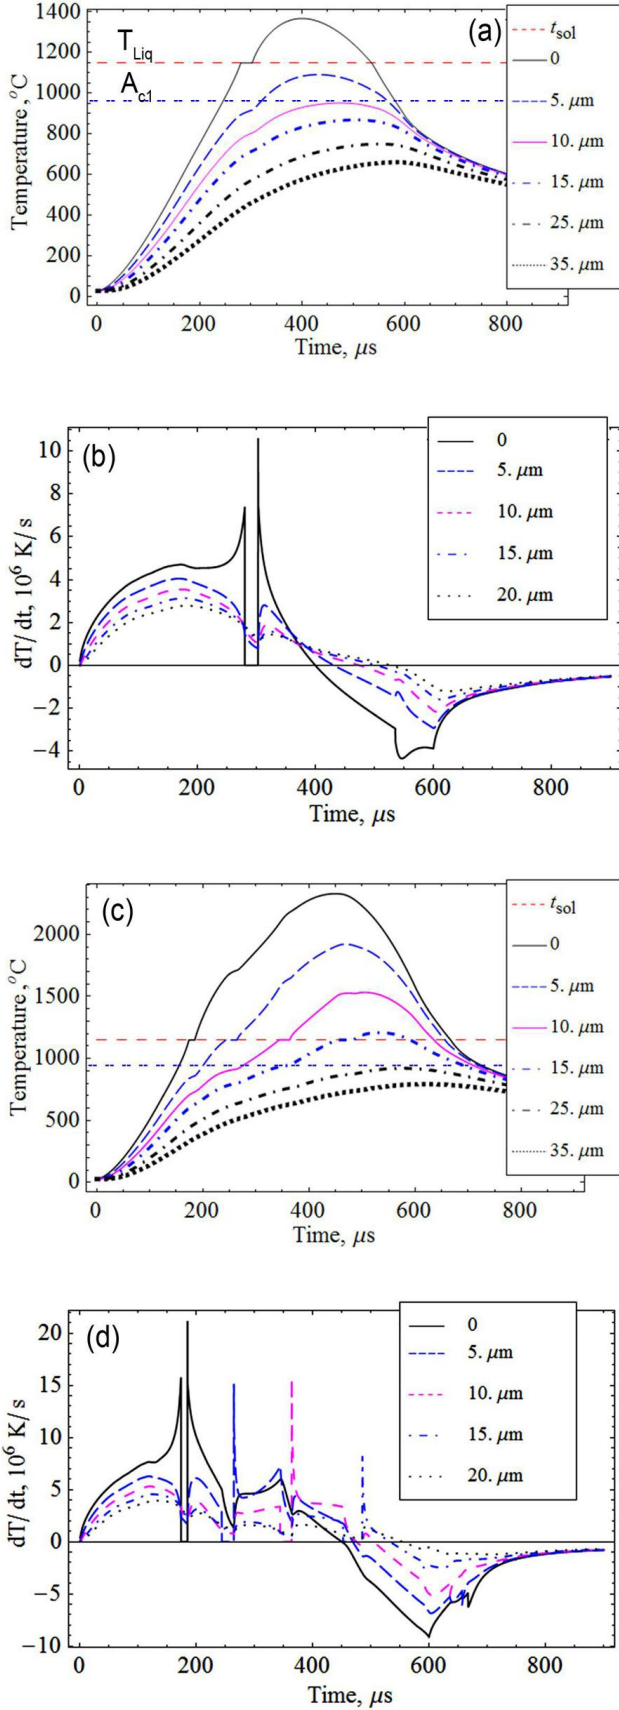 (a)
T_Liq
A_c1
1400
1200
1000
800
600
400
200
0
Temperature, °C
0 200 400 600 800
Time, μs
t_sol
0
5. μm
10. μm
15. μm
25. μm
35. μm
(b)
10
8
6
4
2
0
−2
−4
dT/dt, 10⁶ K/s
0 200 400 600 800
Time, μs
0
5. μm
10. μm
15. μm
20. μm
(c)
2000
1500
1000
500
0
Temperature, °C
0 200 400 600 800
Time, μs
t_sol
0
5. μm
10. μm
15. μm
25. μm
35. μm
(d)
20
15
10
5
0
−5
−10
dT/dt, 10⁶ K/s
0 200 400 600 800
Time, μs
0
5. μm
10. μm
15. μm
20. μm